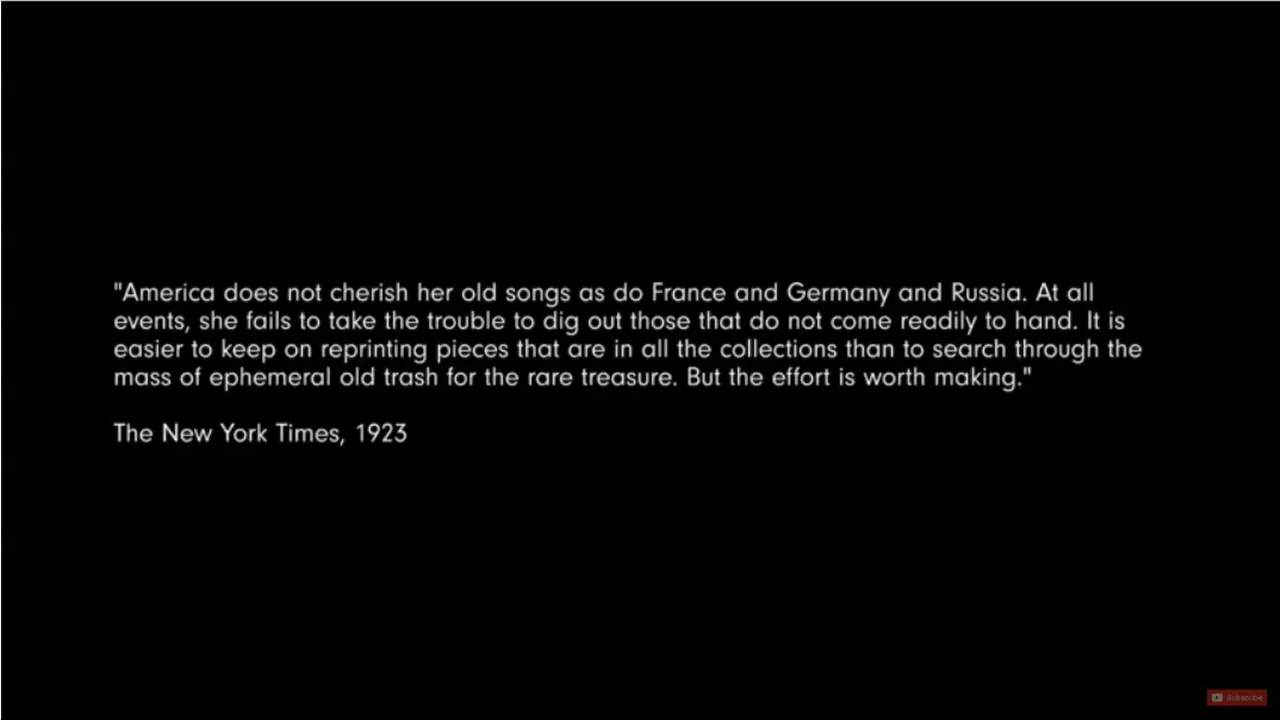 "America does not cherish her old songs as do France and Germany and Russia. At all
events, she fails to take the trouble to dig out those that do not come readily to hand. It is
easier to keep on reprinting pieces that are in all the collections than to search through the
mass of ephemeral old trash for the rare treasure. But the effort is worth making."
The New York Times, 1923
Subscribe